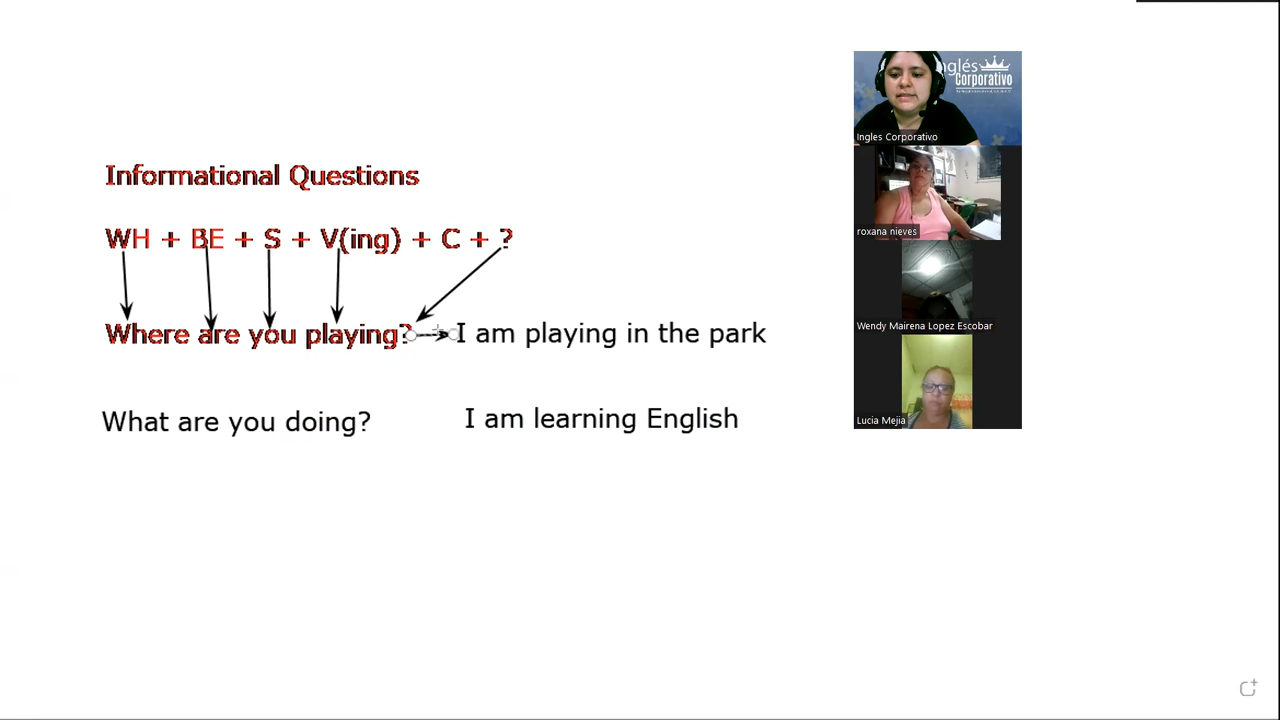 Informational Questions
WH + BE + S + V(ing) + C + ?
Where are you playing? I am playing in the park
What are you doing? I am learning English
nglés
Corporativo
Ingles Corporativo
roxana nieves
Wendy Mairena Lopez Escobar
Lucia Mejia